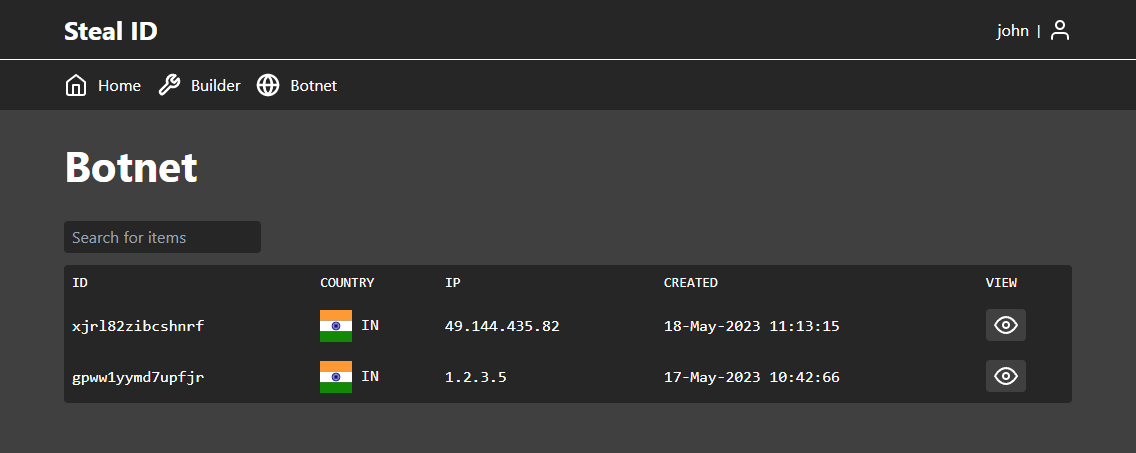 Steal ID
john |
Home Builder Botnet
Botnet
Search for items
ID COUNTRY IP CREATED VIEW
xjrl82zibcshnrf IN 49.144.435.82 18-May-2023 11:13:15
gpww1yymd7upfjr IN 1.2.3.5 17-May-2023 10:42:66